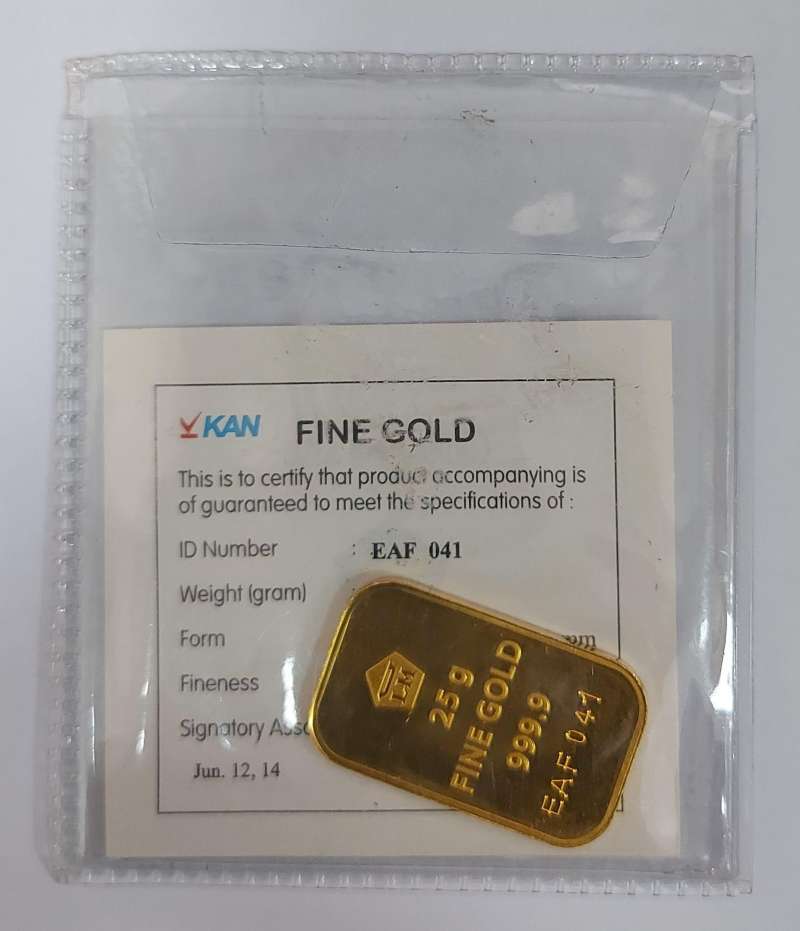 KAN FINE GOLD
This is to certify that product accompanying is
of guaranteed to meet the specifications of :
ID Number : EAF 041
Weight (gram)
Form
Fineness
Signatory
Jun. 12, 14
LM
25 g
FINE GOLD
999.9
EAF 041